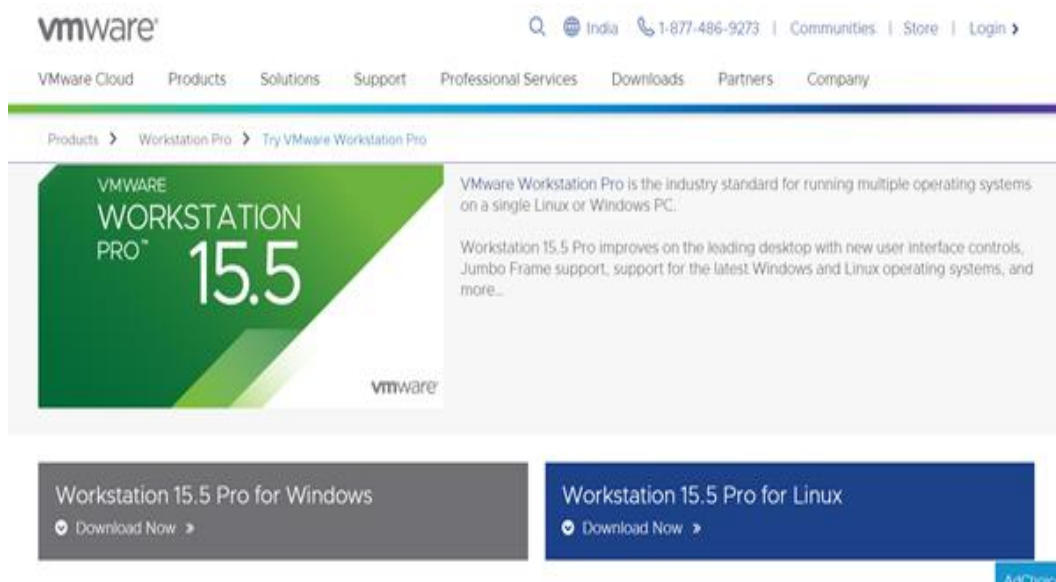 vmware
India 1-877-486-9273 | Communities | Store | Login
VMware Cloud Products Solutions Support Professional Services Downloads Partners Company
Products Workstation Pro Try VMware Workstation Pro
VMWARE
WORKSTATION
PRO™
15.5
vmware
VMware Workstation Pro is the industry standard for running multiple operating systems
on a single Linux or Windows PC.
Workstation 15.5 Pro improves on the leading desktop with new user interface controls,
Jumbo Frame support, support for the latest Windows and Linux operating systems, and
more...
Workstation 15.5 Pro for Windows
Download Now
Workstation 15.5 Pro for Linux
Download Now